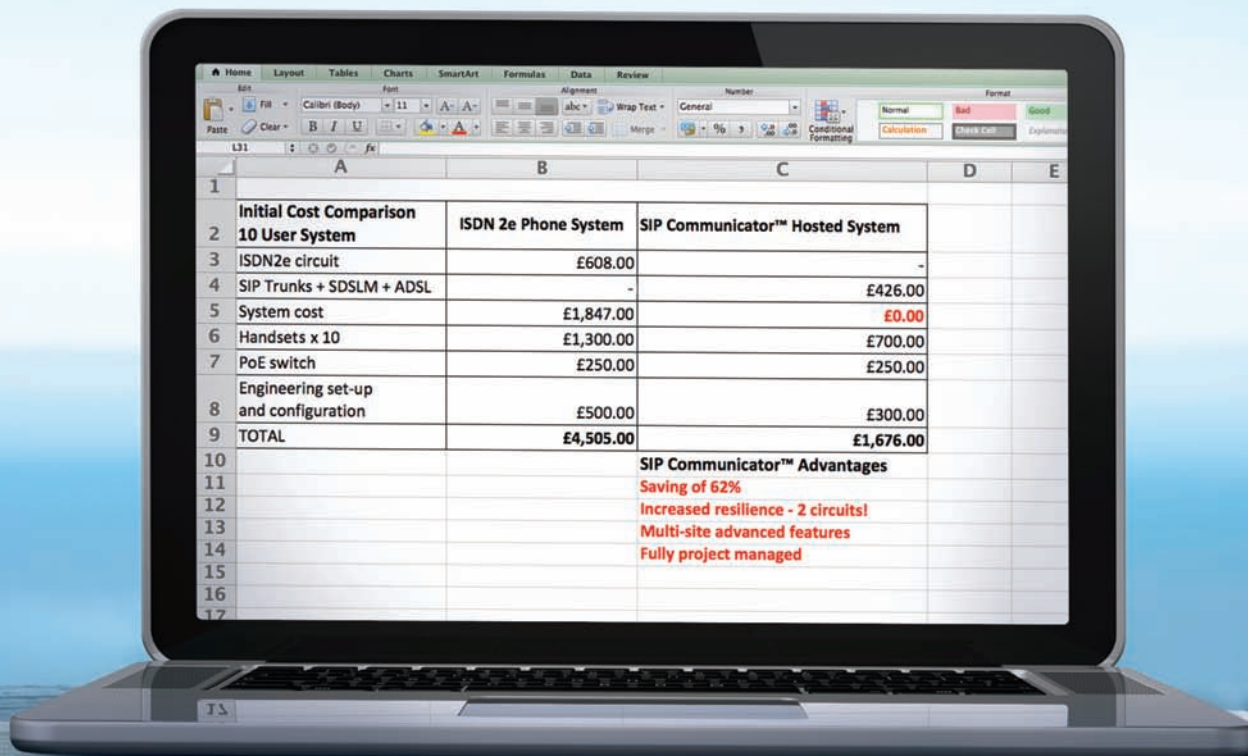 Home Layout Tables Charts SmartArt Formulas Data Review
Edit Font Alignment Number Format
Fill Calibri (Body) 11 A A abc Wrap Text General Normal Bad Good
Paste Clear B I U A Merge % Conditional Formatting Calculation Check Cell
L31 fx
A B C D E
1
2 Initial Cost Comparison
10 User System ISDN 2e Phone System SIP Communicator™ Hosted System
3 ISDN2e circuit £608.00 -
4 SIP Trunks + SDSLM + ADSL - £426.00
5 System cost £1,847.00 £0.00
6 Handsets x 10 £1,300.00 £700.00
7 PoE switch £250.00 £250.00
8 Engineering set-up
and configuration £500.00 £300.00
9 TOTAL £4,505.00 £1,676.00
10 SIP Communicator™ Advantages
11 Saving of 62%
12 Increased resilience - 2 circuits!
13 Multi-site advanced features
14 Fully project managed
15
16
17